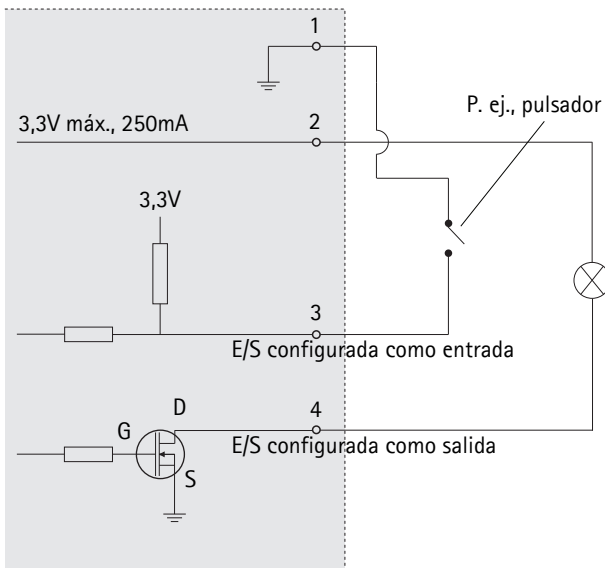 1
P. ej., pulsador
3,3V máx., 250mA
2
3,3V
3
E/S configurada como entrada
D
4
G
E/S configurada como salida
S